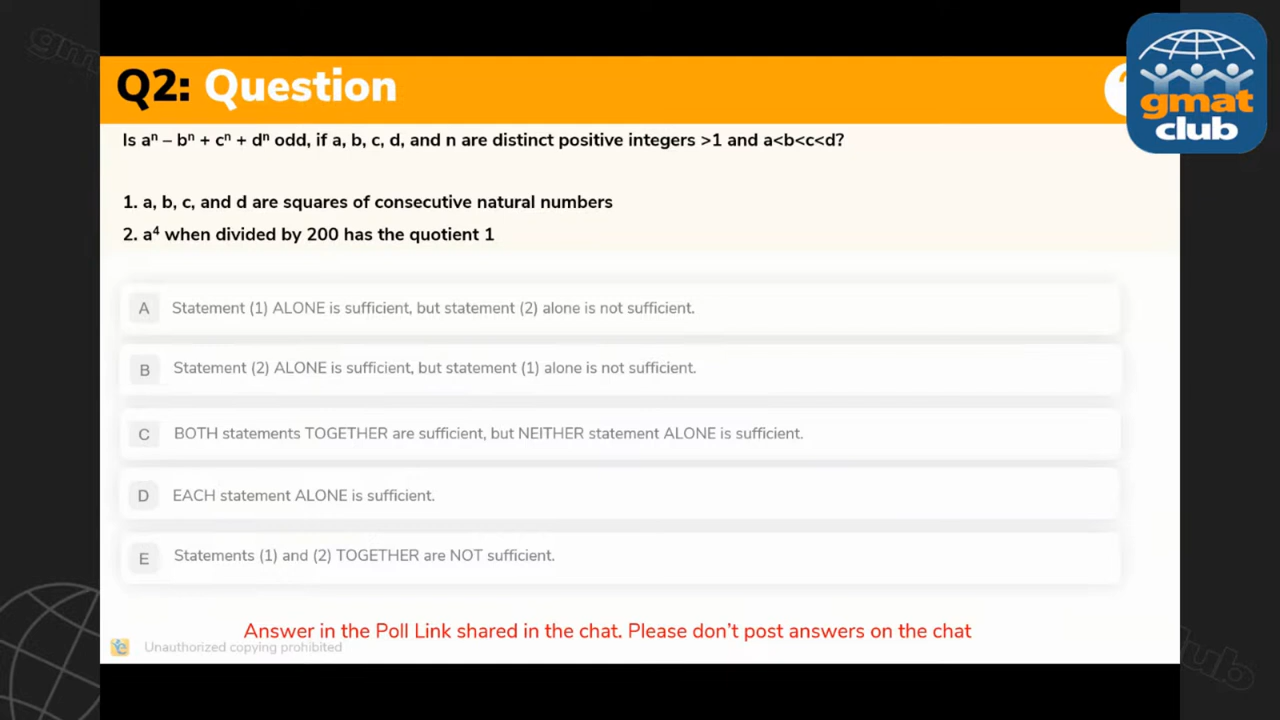 Q2: Question
gmat
club
Is aⁿ – bⁿ + cⁿ + dⁿ odd, if a, b, c, d, and n are distinct positive integers >1 and a<b<c<d?
1. a, b, c, and d are squares of consecutive natural numbers
2. a⁴ when divided by 200 has the quotient 1
A Statement (1) ALONE is sufficient, but statement (2) alone is not sufficient.
B Statement (2) ALONE is sufficient, but statement (1) alone is not sufficient.
C BOTH statements TOGETHER are sufficient, but NEITHER statement ALONE is sufficient.
D EACH statement ALONE is sufficient.
E Statements (1) and (2) TOGETHER are NOT sufficient.
Answer in the Poll Link shared in the chat. Please don't post answers on the chat
Unauthorized copying prohibited